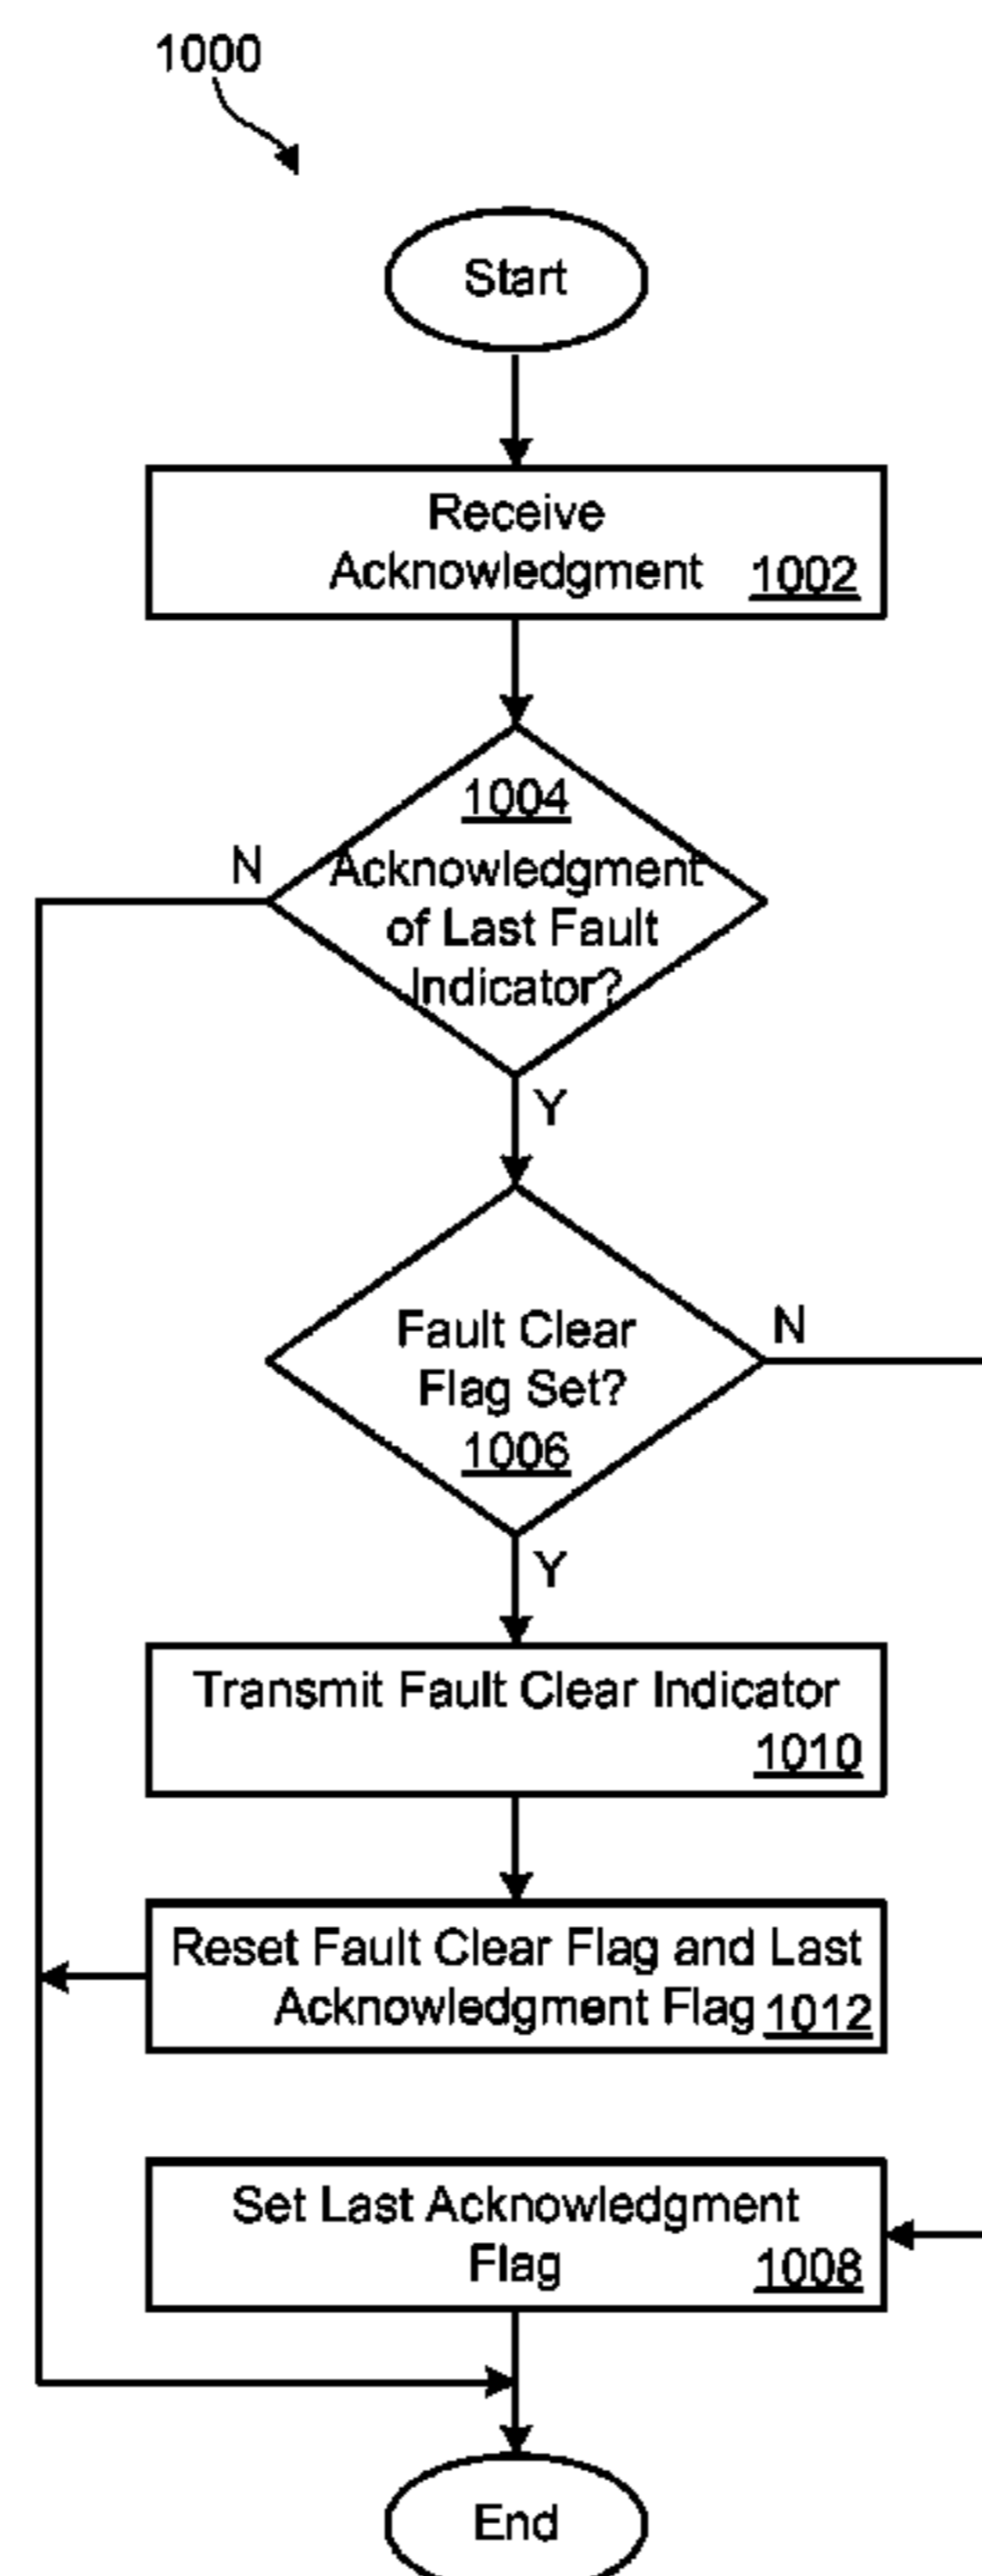 1000
Start
Receive
Acknowledgment 1002
1004
N
Acknowledgment
of Last Fault
Indicator?
Y
Fault Clear
N
Flag Set?
1006
Y
Transmit Fault Clear Indicator
1010
Reset Fault Clear Flag and Last
Acknowledgment Flag 1012
Set Last Acknowledgment
Flag 1008
End